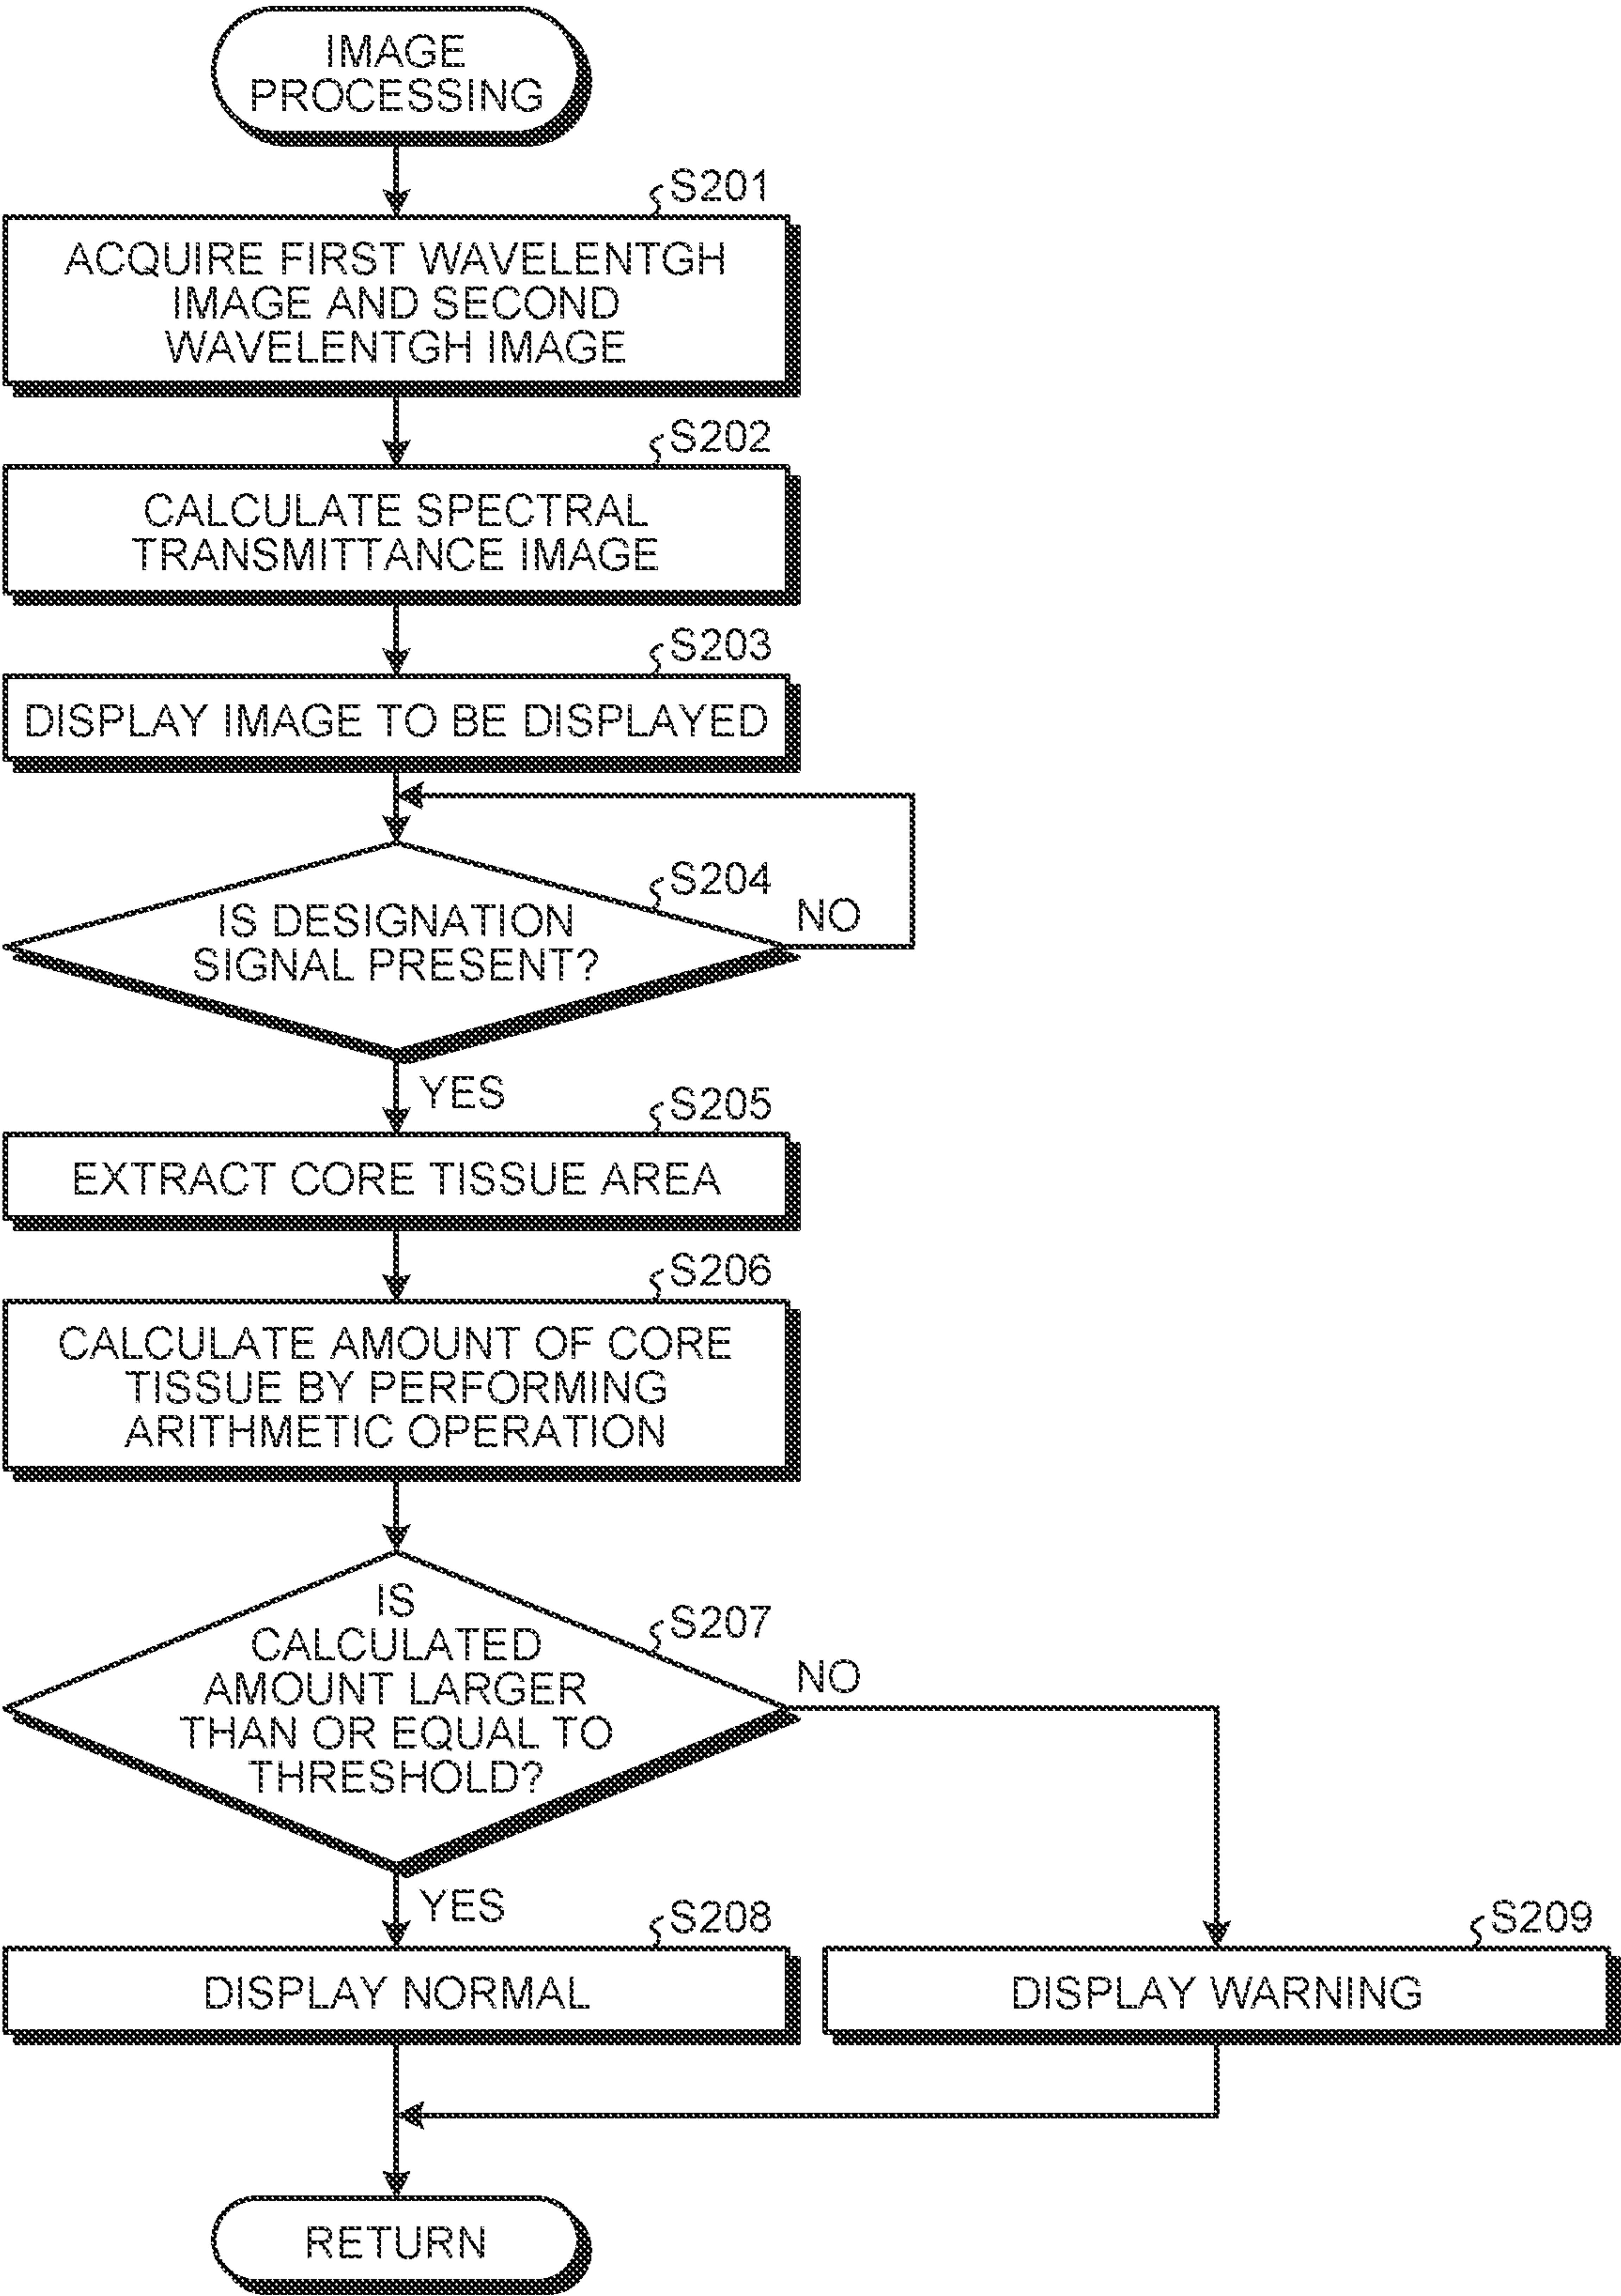 IMAGE
PROCESSING
S201
ACQUIRE FIRST WAVELENTGH
IMAGE AND SECOND
WAVELENTGH IMAGE
S202
CALCULATE SPECTRAL
TRANSMITTANCE IMAGE
S203
DISPLAY IMAGE TO BE DISPLAYED
S204
IS DESIGNATION
SIGNAL PRESENT?
NO
YES
S205
EXTRACT CORE TISSUE AREA
S206
CALCULATE AMOUNT OF CORE
TISSUE BY PERFORMING
ARITHMETIC OPERATION
S207
IS
CALCULATED
AMOUNT LARGER
THAN OR EQUAL TO
THRESHOLD?
NO
YES
S208
DISPLAY NORMAL
S209
DISPLAY WARNING
RETURN